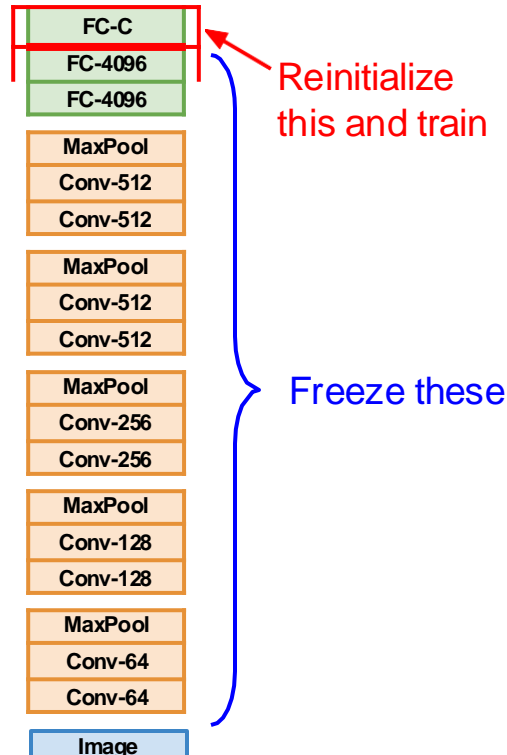 FC-C
FC-4096
FC-4096
Reinitialize
this and train
MaxPool
Conv-512
Conv-512
MaxPool
Conv-512
Conv-512
MaxPool
Conv-256
Conv-256
Freeze these
MaxPool
Conv-128
Conv-128
MaxPool
Conv-64
Conv-64
Image